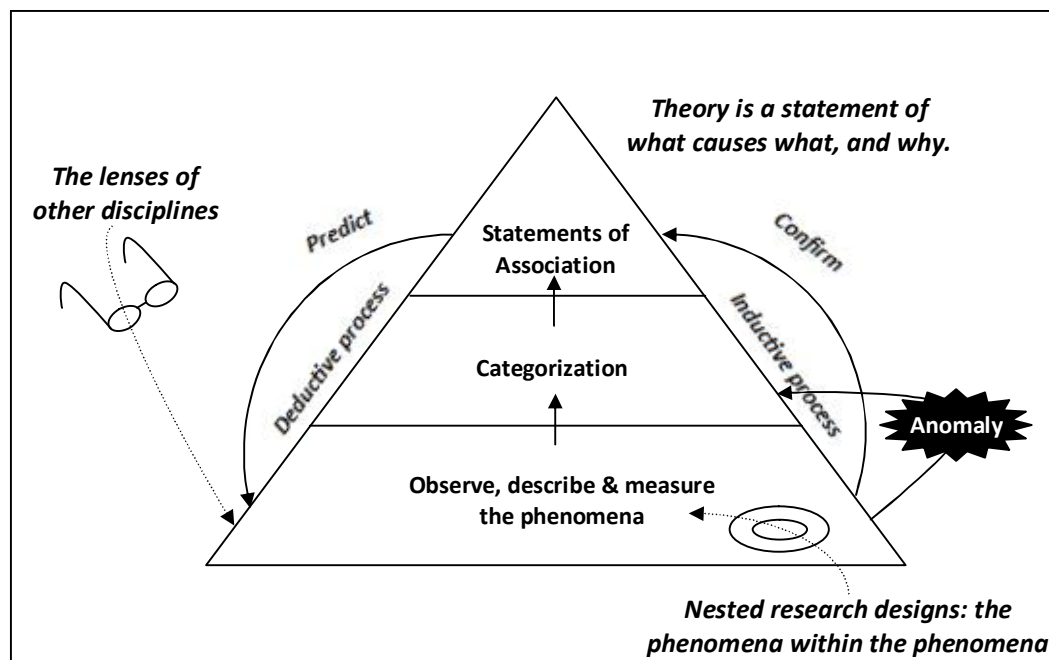 Theory is a statement of
what causes what, and why.
The lenses of
other disciplines
Predict
Confirm
Statements of
Association
Deductive process
Inductive process
Categorization
Anomaly
Observe, describe & measure
the phenomena
Nested research designs: the
phenomena within the phenomena